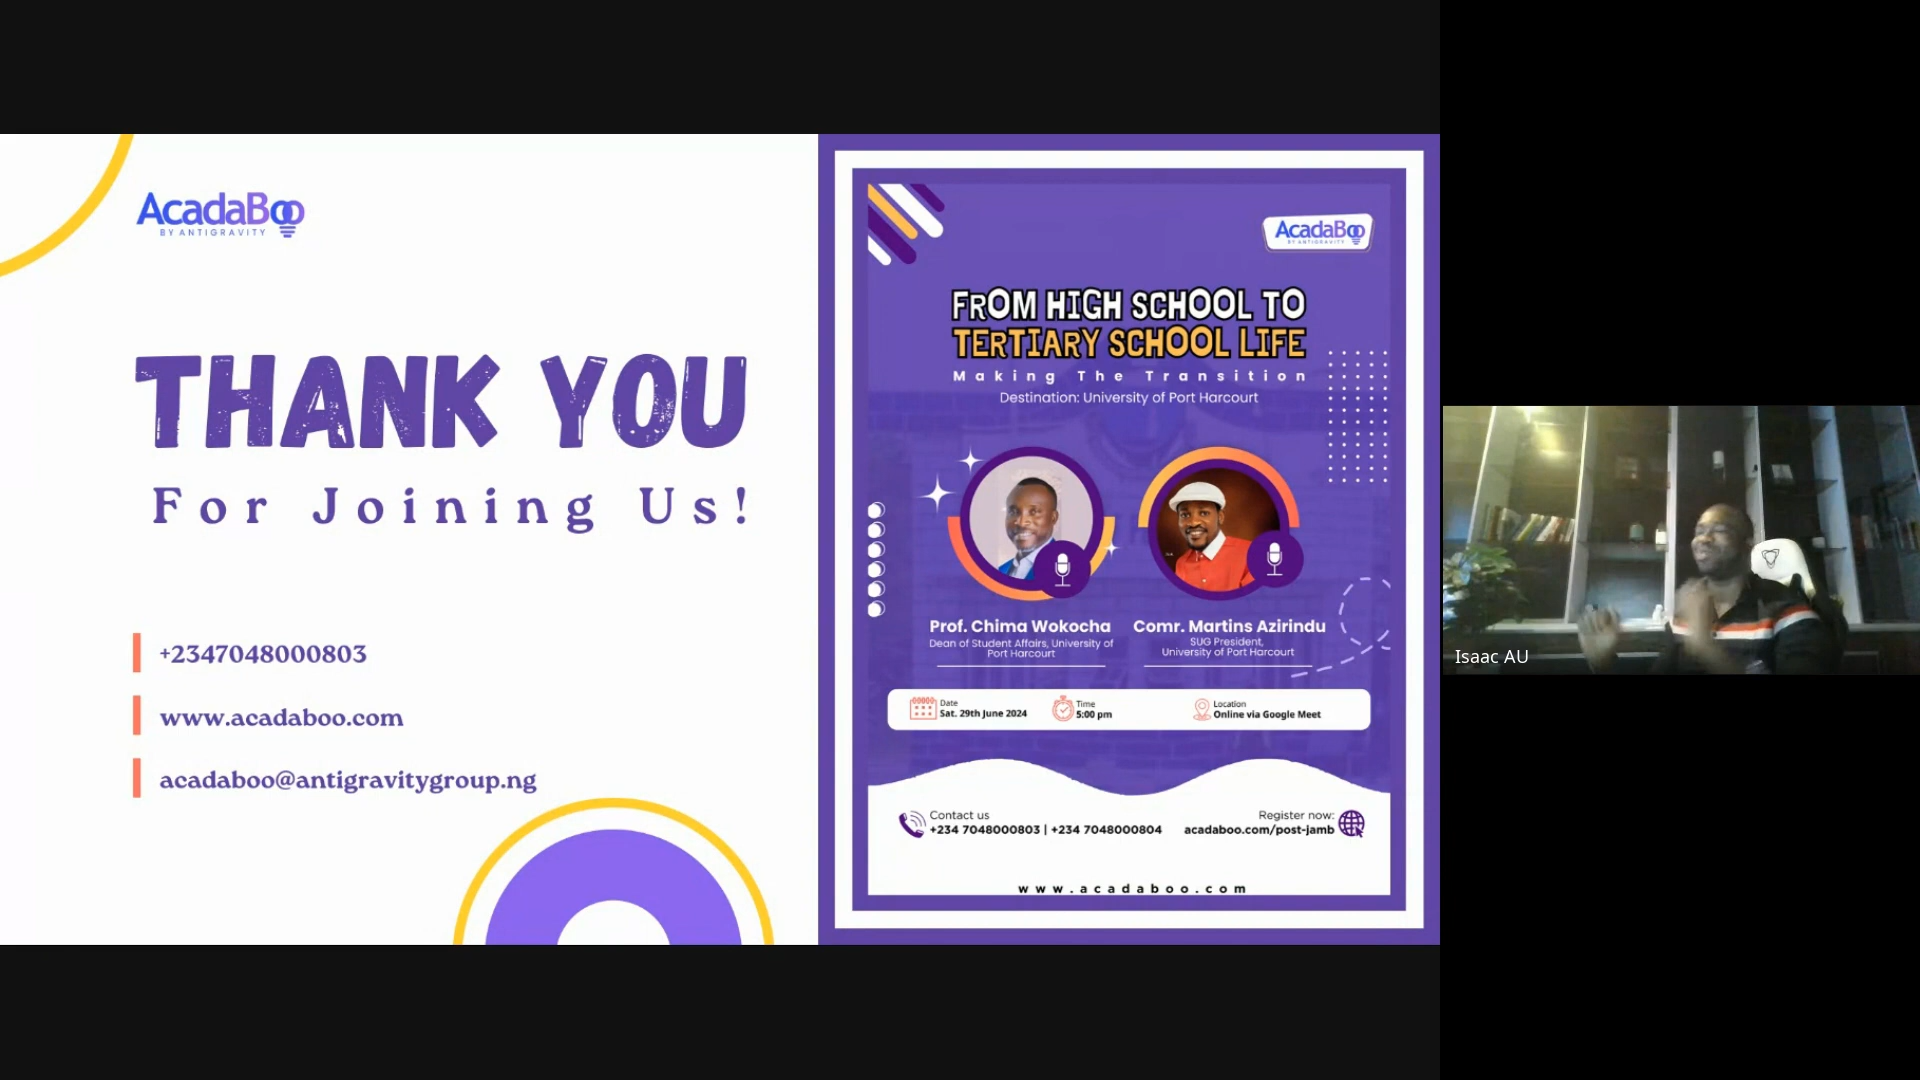 AcadaBoo
BY ANTIGRAVITY
THANK YOU
For Joining Us!
+2347048000803
www.acadaboo.com
acadaboo@antigravitygroup.ng
AcadaBoo
BY ANTIGRAVITY
FROM HIGH SCHOOL TO
TERTIARY SCHOOL LIFE
Making The Transition
Destination: University of Port Harcourt
Prof. Chima Wokocha
Dean of Student Affairs, University of
Port Harcourt
Comr. Martins Azirindu
SUG President,
University of Port Harcourt
Date
Sat. 29th June 2024
Time
5:00 pm
Location
Online via Google Meet
Contact us
+234 7048000803 | +234 7048000804
Register now:
acadaboo.com/post-jamb
www.acadaboo.com
Isaac AU